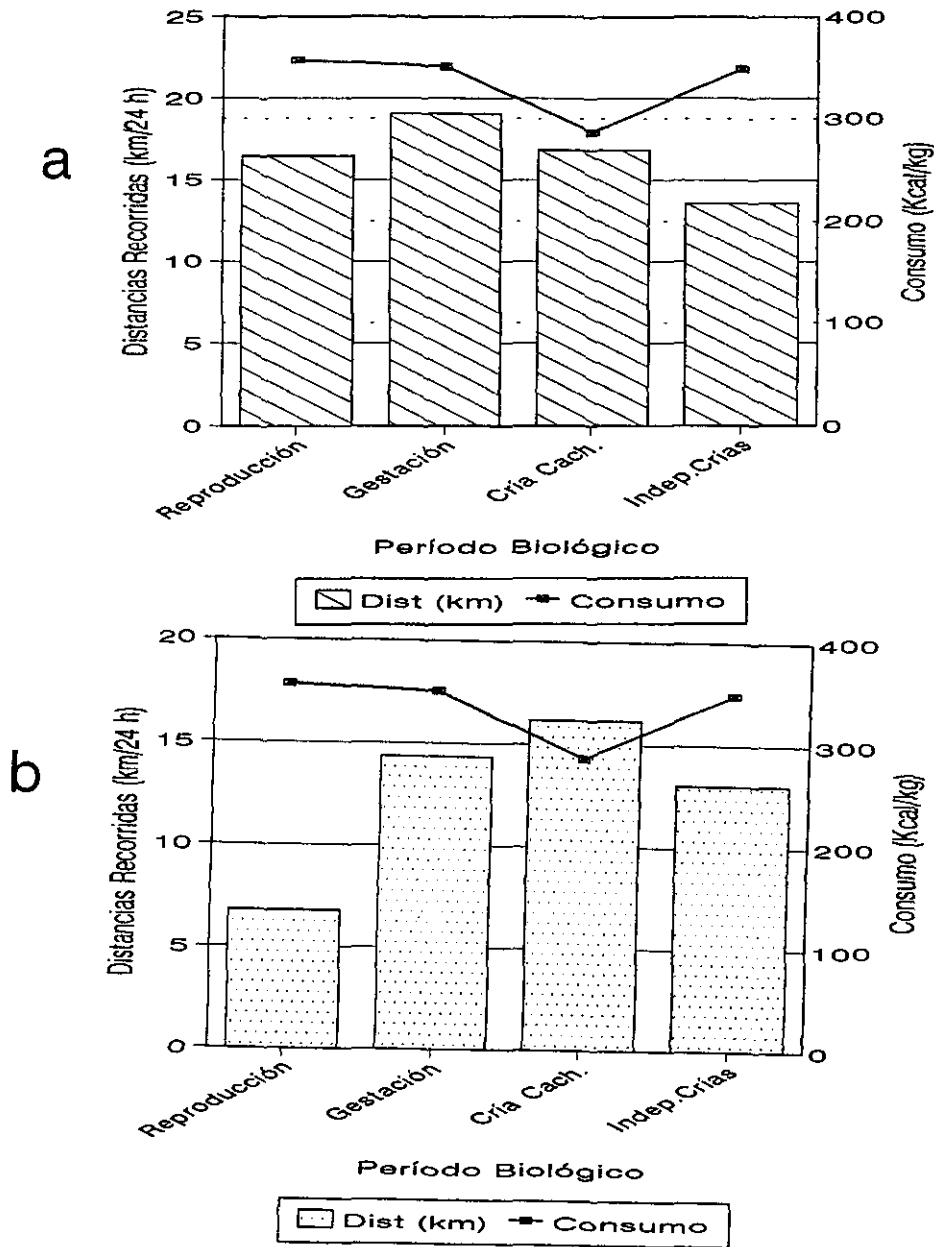 a
Distancias Recorridas (km/24 h)
25
20
15
10
5
0
400
300
200
100
0
Consumo (Kcal/kg)
Reproducción
Gestación
Cría Cach.
Indep.Crías
Período Biológico
Dist (km) Consumo
b
Distancias Recorridas (km/24 h)
20
15
10
5
0
400
300
200
100
0
Consumo (Kcal/kg)
Reproducción
Gestación
Cría Cach.
Indep.Crías
Período Biológico
Dist (km) Consumo